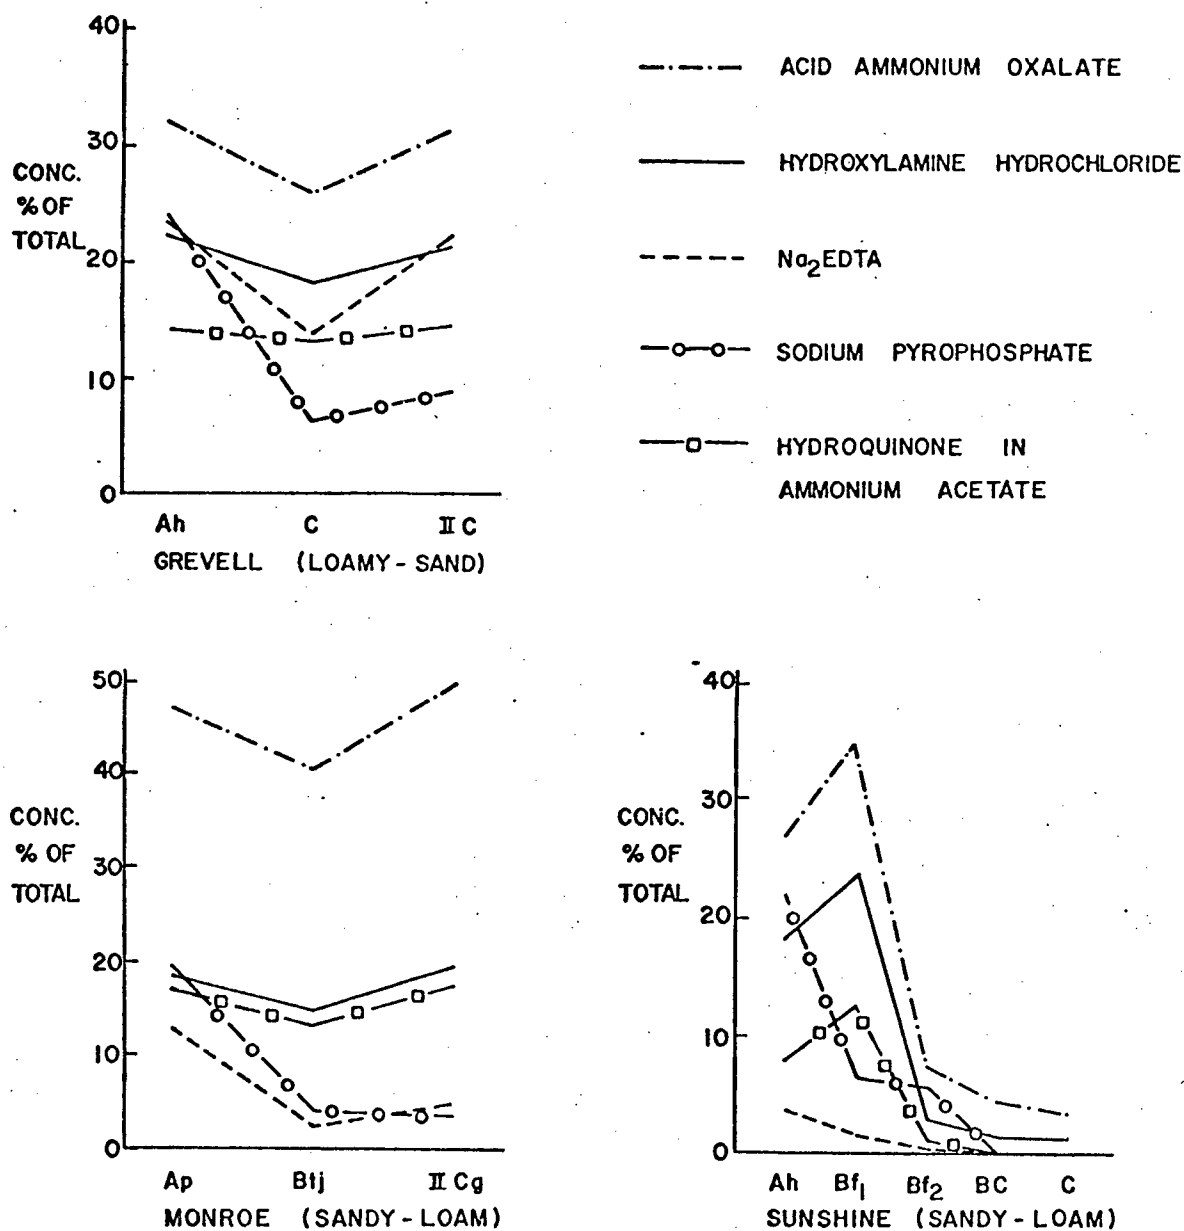 40
30
20
10
0
CONC.
% OF
TOTAL
Ah C II C
GREVELL (LOAMY - SAND)
ACID AMMONIUM OXALATE
HYDROXYLAMINE HYDROCHLORIDE
Na2EDTA
SODIUM PYROPHOSPHATE
HYDROQUINONE IN
AMMONIUM ACETATE
50
40
30
20
10
0
CONC.
% OF
TOTAL
Ap Btj II Cg
MONROE (SANDY - LOAM)
40
30
20
10
0
CONC.
% OF
TOTAL
Ah Bf1 Bf2 BC C
SUNSHINE (SANDY - LOAM)